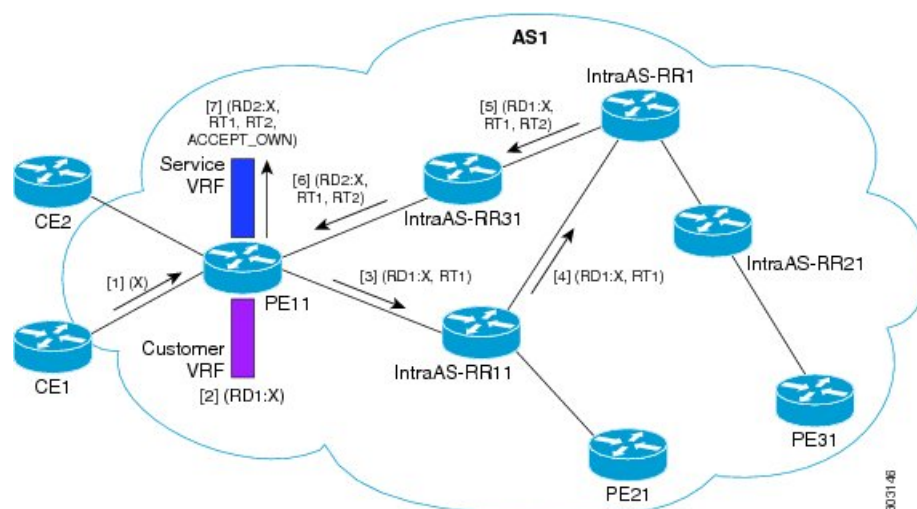 AS1
IntraAS-RR1
[7] (RD2:X,
RT1, RT2,
ACCEPT_OWN)
[5] (RD1:X,
RT1, RT2)
Service
VRF
[6] (RD2:X,
RT1, RT2)
IntraAS-RR31
CE2
IntraAS-RR21
[1] (X)
PE11
[3] (RD1:X, RT1)
[4] (RD1:X, RT1)
Customer
VRF
IntraAS-RR11
CE1
[2] (RD1:X)
PE31
PE21
303146